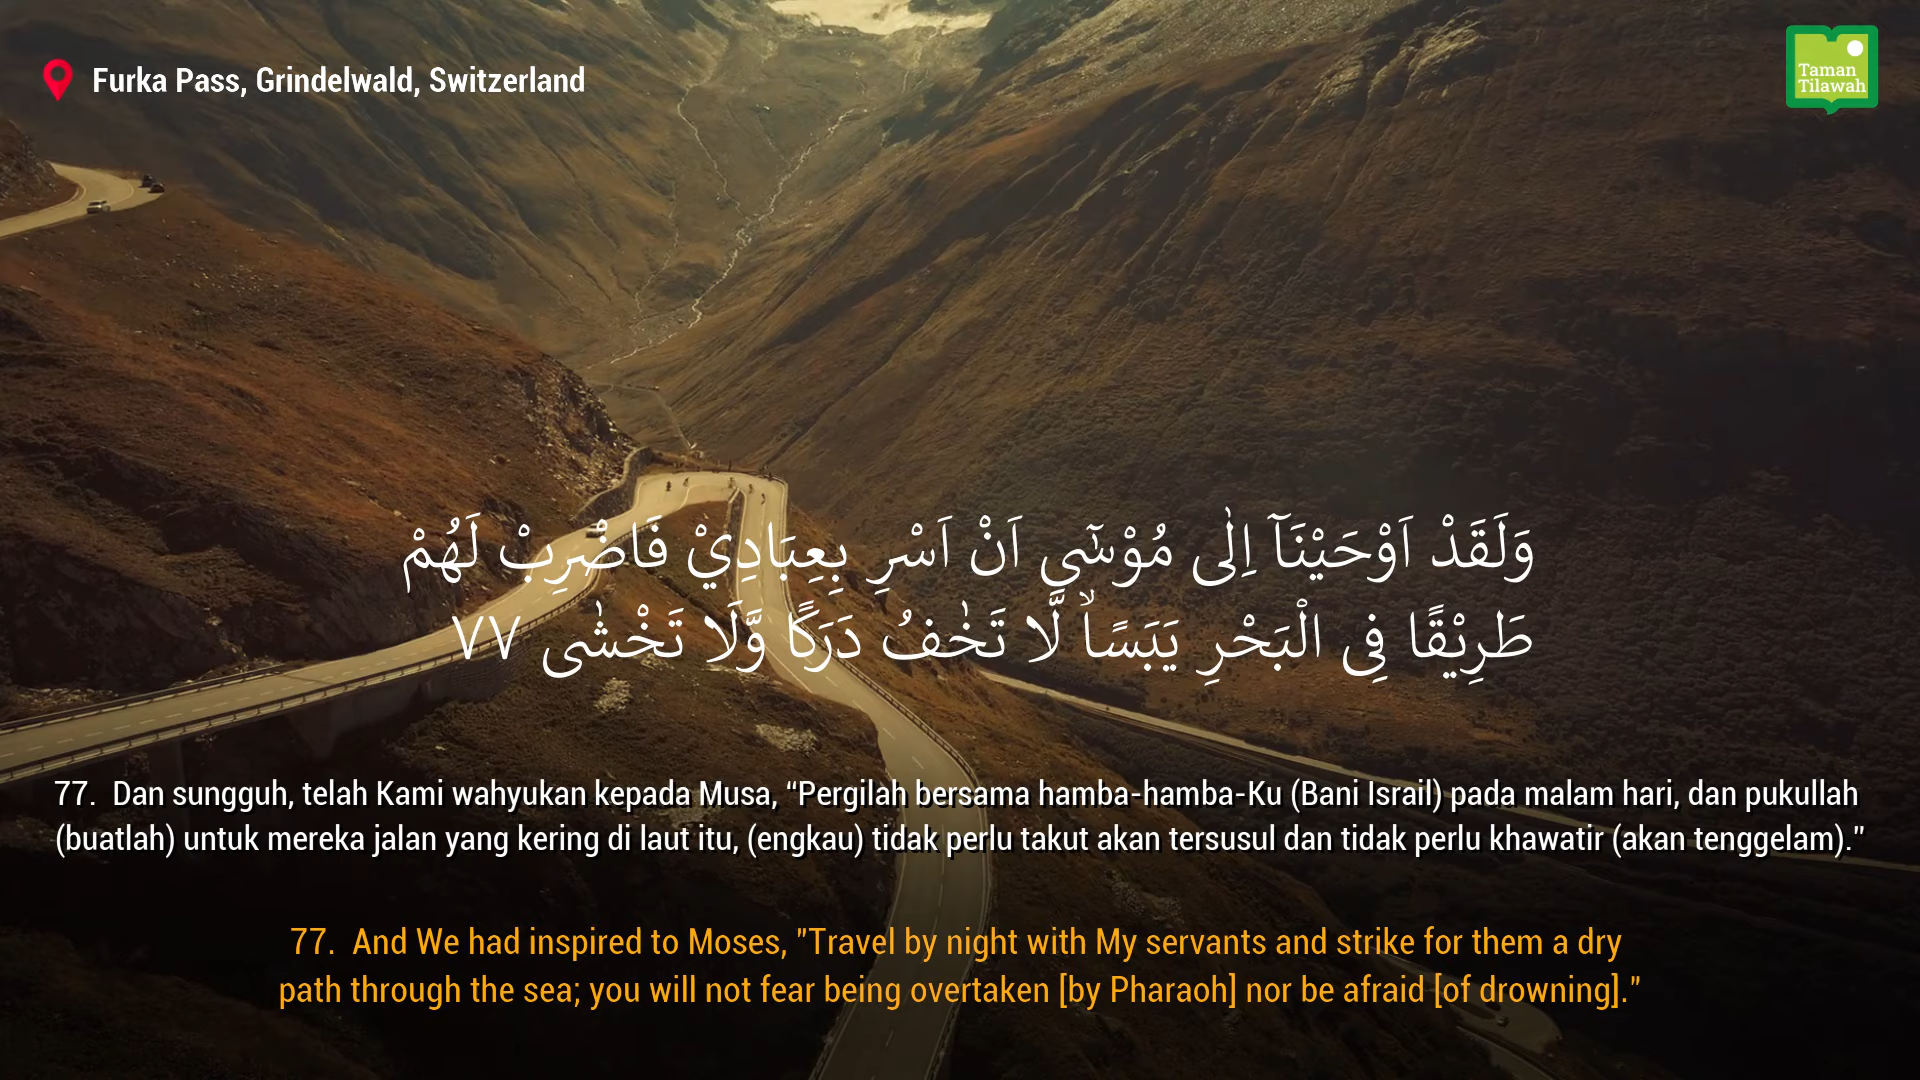 Furka Pass, Grindelwald, Switzerland
Taman
Tilawah
وَلَقَدْ اَوْحَيْنَآ اِلٰى مُوْسٰٓى اَنْ اَسْرِ بِعِبَادِيْ فَاضْرِبْ لَهُمْ
طَرِيْقًا فِى الْبَحْرِ يَبَسًاۙ لَّا تَخٰفُ دَرَكًا وَّلَا تَخْشٰى ٧٧
77. Dan sungguh, telah Kami wahyukan kepada Musa, “Pergilah bersama hamba-hamba-Ku (Bani Israil) pada malam hari, dan pukullah
(buatlah) untuk mereka jalan yang kering di laut itu, (engkau) tidak perlu takut akan tersusul dan tidak perlu khawatir (akan tenggelam).”
77. And We had inspired to Moses, "Travel by night with My servants and strike for them a dry
path through the sea; you will not fear being overtaken [by Pharaoh] nor be afraid [of drowning]."